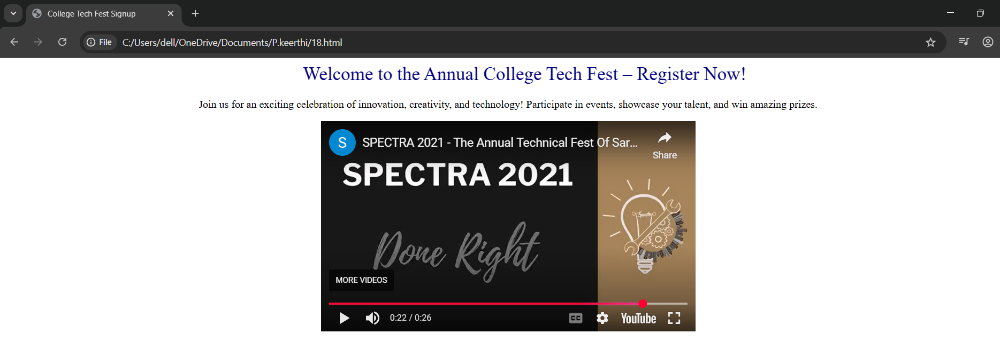 College Tech Fest Signup
File C:/Users/dell/OneDrive/Documents/P.keerthi/18.html
Welcome to the Annual College Tech Fest – Register Now!
Join us for an exciting celebration of innovation, creativity, and technology! Participate in events, showcase your talent, and win amazing prizes.
S SPECTRA 2021 - The Annual Technical Fest Of Sar...
Share
SPECTRA 2021
Spectra
Done Right
MORE VIDEOS
0:22 / 0:26 CC YouTube